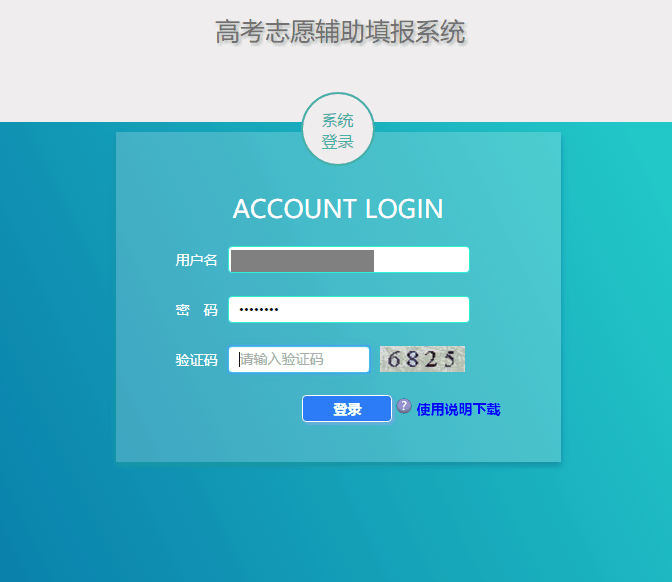 高考志愿辅助填报系统
系统
登录
ACCOUNT LOGIN
用户名
密 码 ••••••••
验证码 请输入验证码 6825
登录 ? 使用说明下载